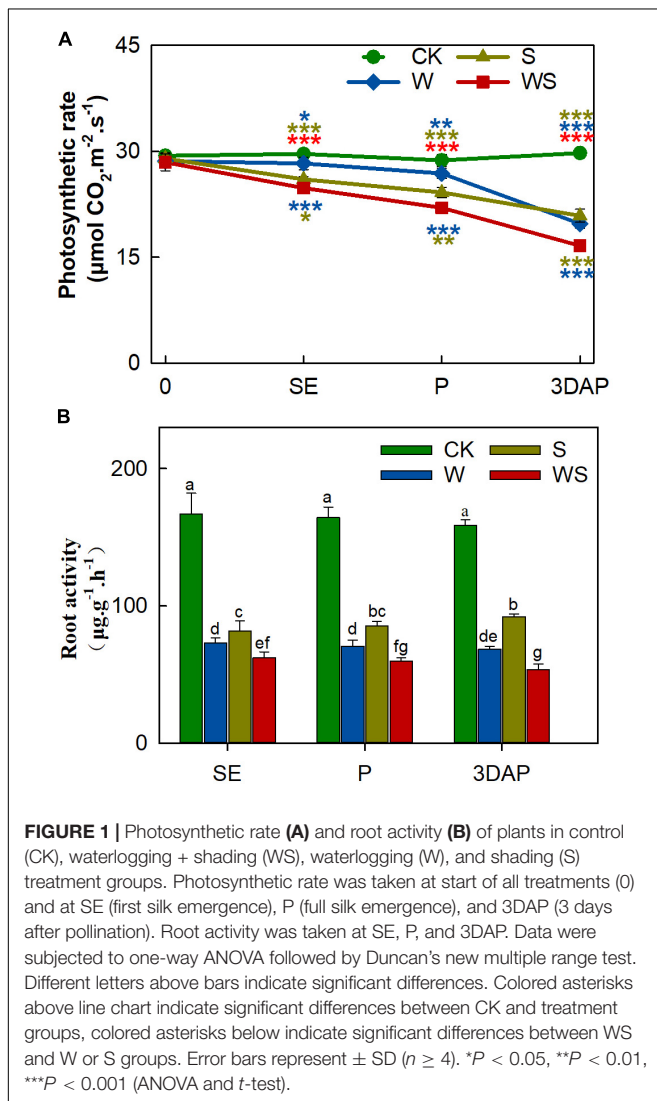 A
Photosynthetic rate
(μmol CO₂.m⁻².s⁻¹)
45
30
15
0
CK S
W WS
* ** ***
*** *** ***
*** *** ***
*** *** ***
* ** ***
0 SE P 3DAP
B
Root activity
(μg.g⁻¹.h⁻¹)
200
100
0
CK S
W WS
a a a
d c ef d bc fg de b g
SE P 3DAP
FIGURE 1 | Photosynthetic rate (A) and root activity (B) of plants in control
(CK), waterlogging + shading (WS), waterlogging (W), and shading (S)
treatment groups. Photosynthetic rate was taken at start of all treatments (0)
and at SE (first silk emergence), P (full silk emergence), and 3DAP (3 days
after pollination). Root activity was taken at SE, P, and 3DAP. Data were
subjected to one-way ANOVA followed by Duncan's new multiple range test.
Different letters above bars indicate significant differences. Colored asterisks
above line chart indicate significant differences between CK and treatment
groups, colored asterisks below indicate significant differences between WS
and W or S groups. Error bars represent ± SD (n ≥ 4). *P < 0.05, **P < 0.01,
***P < 0.001 (ANOVA and t-test).